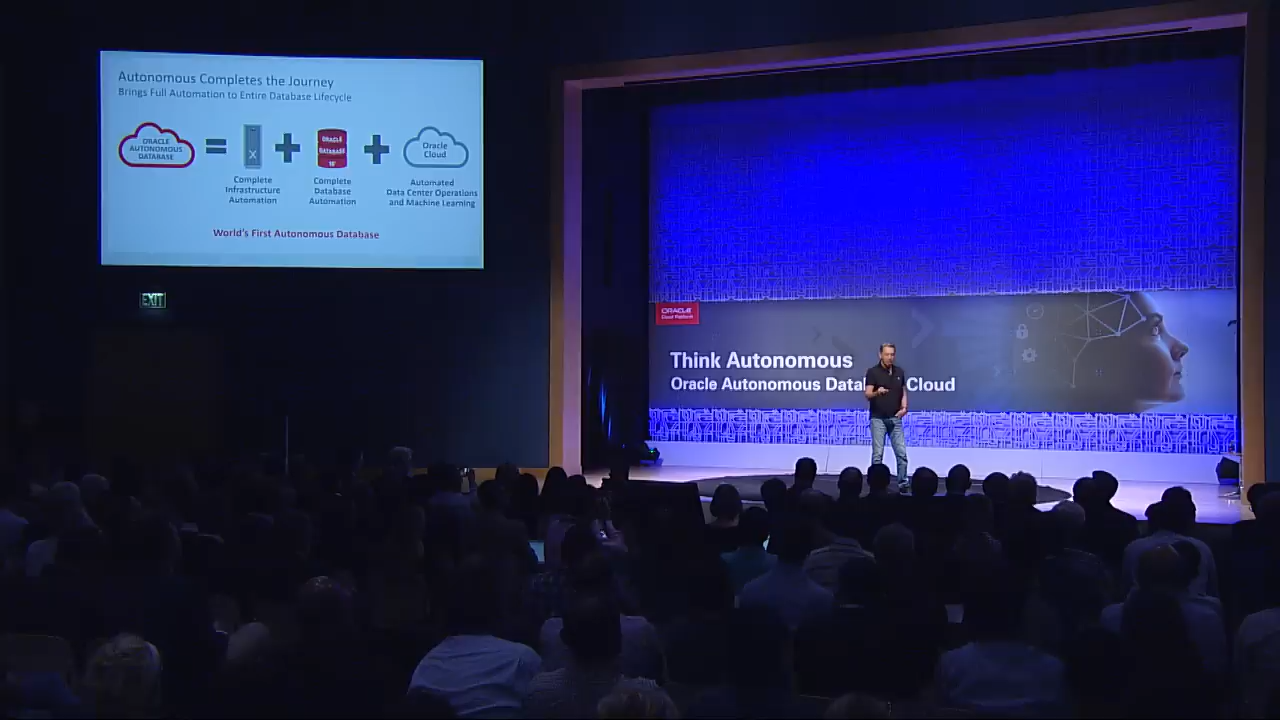 Autonomous Completes the Journey
Brings Full Automation to Entire Database Lifecycle
ORACLE
AUTONOMOUS
DATABASE
=
X
+
ORACLE
DATABASE
+
Oracle
Cloud
Complete
Infrastructure
Automation
Complete
Database
Automation
Automated
Data Center Operations
and Machine Learning
World's First Autonomous Database
EXIT
ORACLE
Cloud Platform
Think Autonomous
Oracle Autonomous Data Cloud